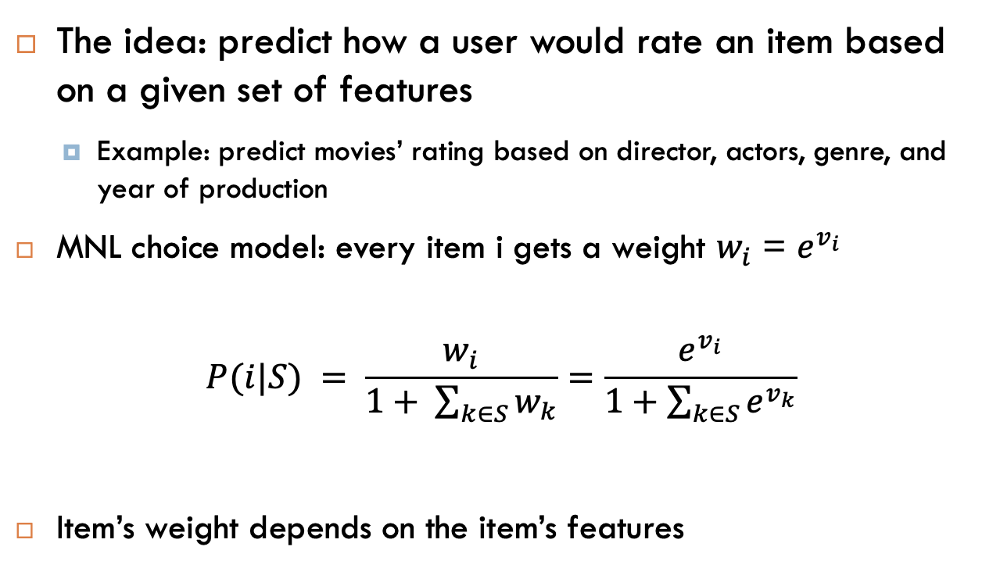 The idea: predict how a user would rate an item based
on a given set of features
Example: predict movies’ rating based on director, actors, genre, and
year of production
MNL choice model: every item i gets a weight $w_i = e^{v_i}$
$P(i|S) = \frac{w_i}{1 + \sum_{k \in S} w_k} = \frac{e^{v_i}}{1 + \sum_{k \in S} e^{v_k}}$
Item’s weight depends on the item’s features